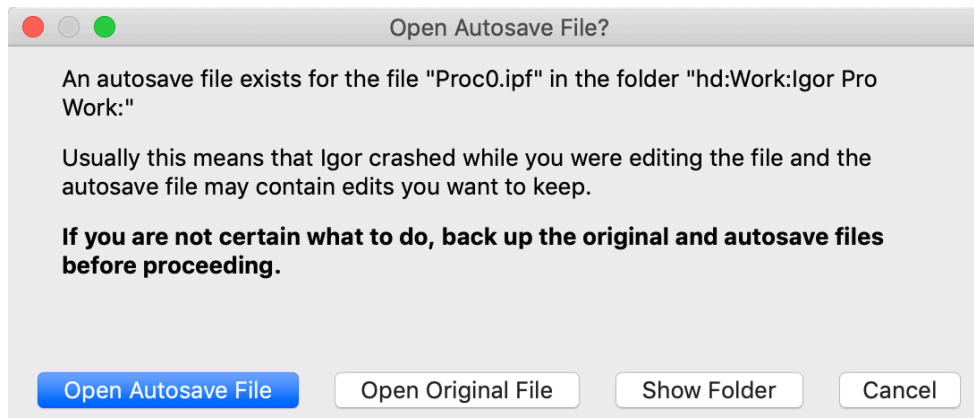 Open Autosave File?
An autosave file exists for the file "Proc0.ipf" in the folder "hd:Work:Igor Pro
Work:"
Usually this means that Igor crashed while you were editing the file and the
autosave file may contain edits you want to keep.
If you are not certain what to do, back up the original and autosave files
before proceeding.
Open Autosave File
Open Original File
Show Folder
Cancel